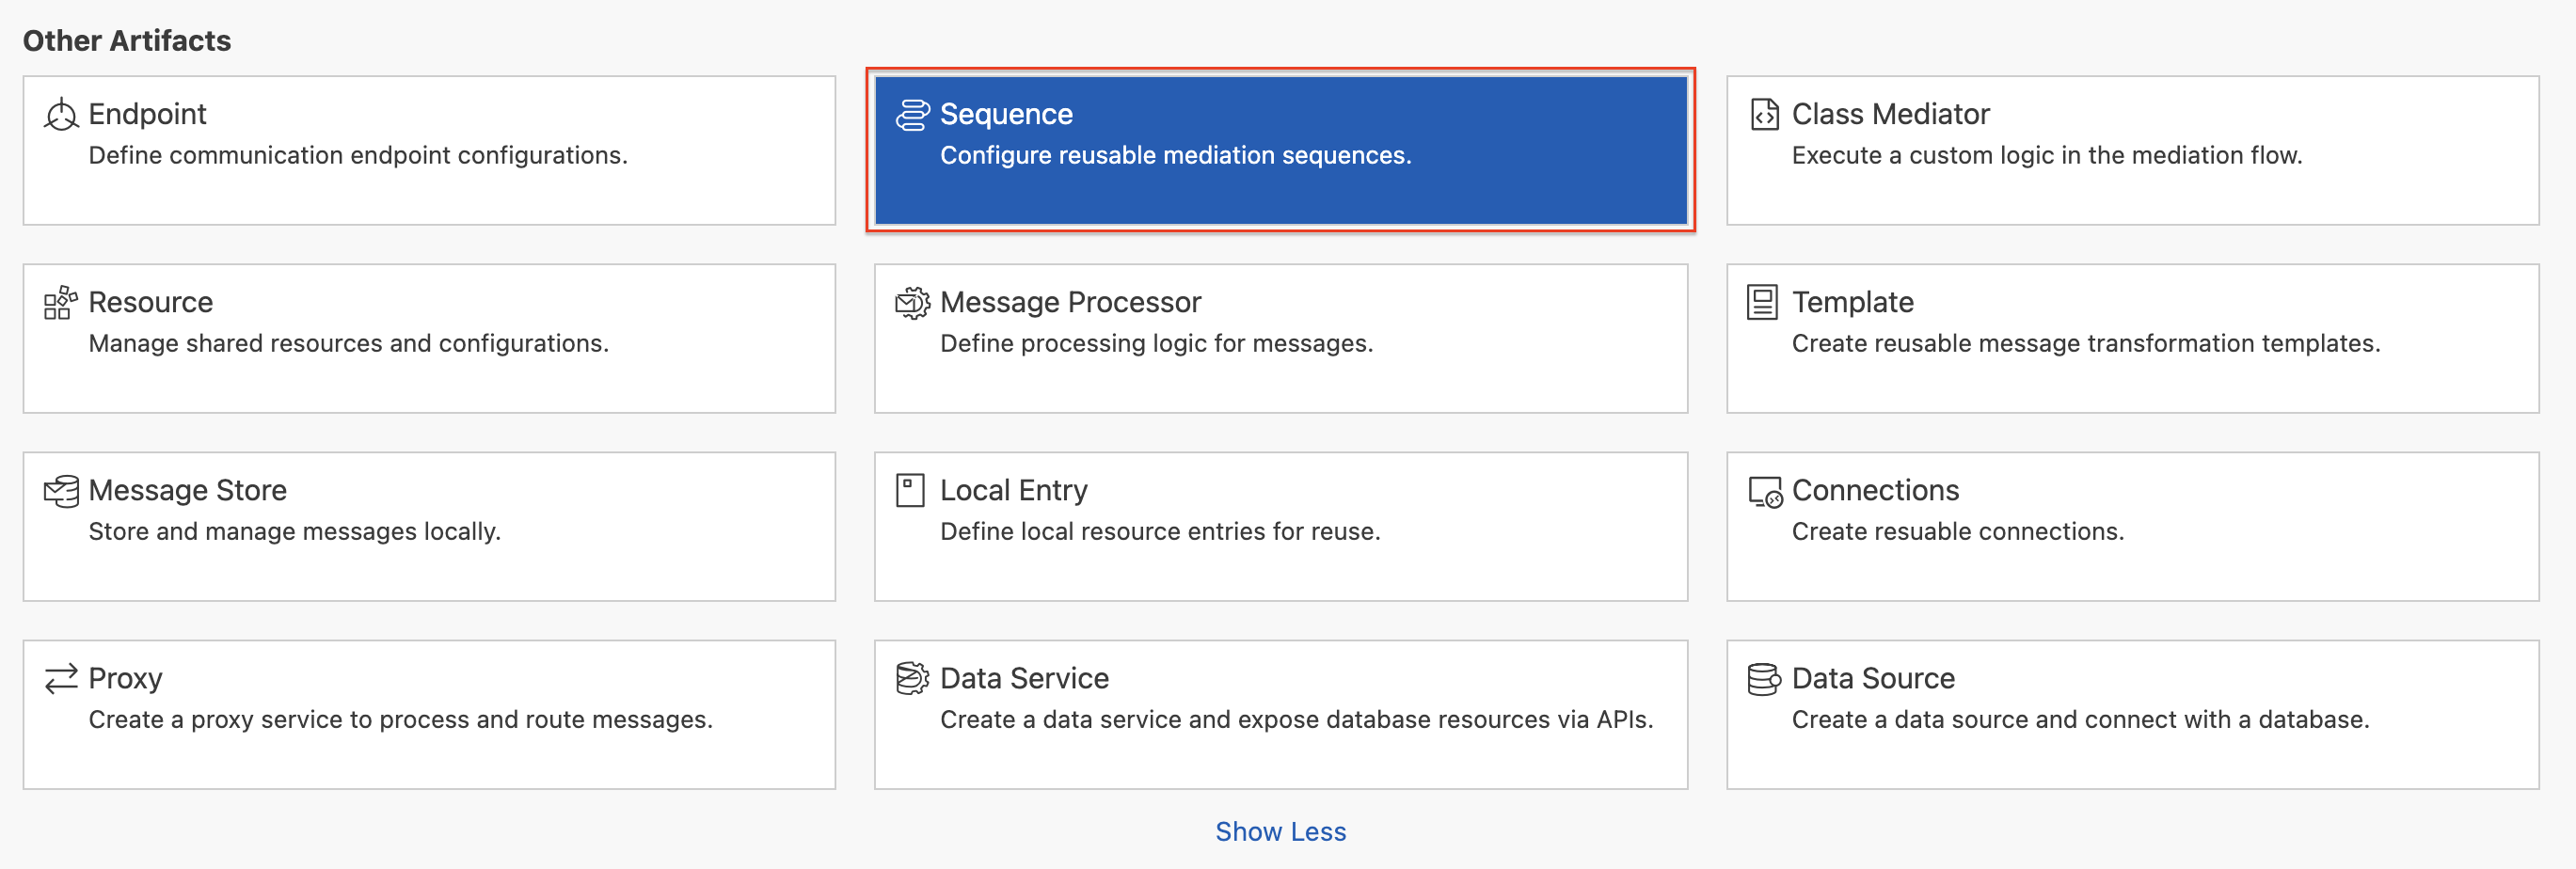 Other Artifacts
Endpoint
Define communication endpoint configurations.
Sequence
Configure reusable mediation sequences.
Class Mediator
Execute a custom logic in the mediation flow.
Resource
Manage shared resources and configurations.
Message Processor
Define processing logic for messages.
Template
Create reusable message transformation templates.
Message Store
Store and manage messages locally.
Local Entry
Define local resource entries for reuse.
Connections
Create resuable connections.
Proxy
Create a proxy service to process and route messages.
Data Service
Create a data service and expose database resources via APIs.
Data Source
Create a data source and connect with a database.
Show Less